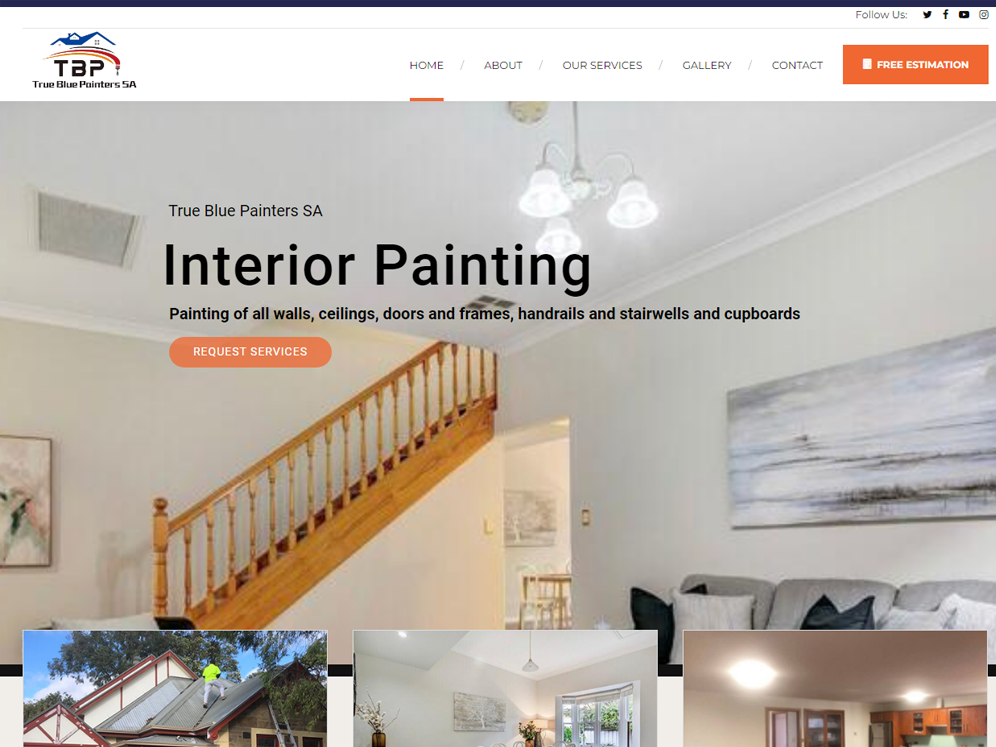 Follow Us:
TBP
True Blue Painters SA
HOME / ABOUT / OUR SERVICES / GALLERY / CONTACT
FREE ESTIMATION
True Blue Painters SA
Interior Painting
Painting of all walls, ceilings, doors and frames, handrails and stairwells and cupboards
REQUEST SERVICES